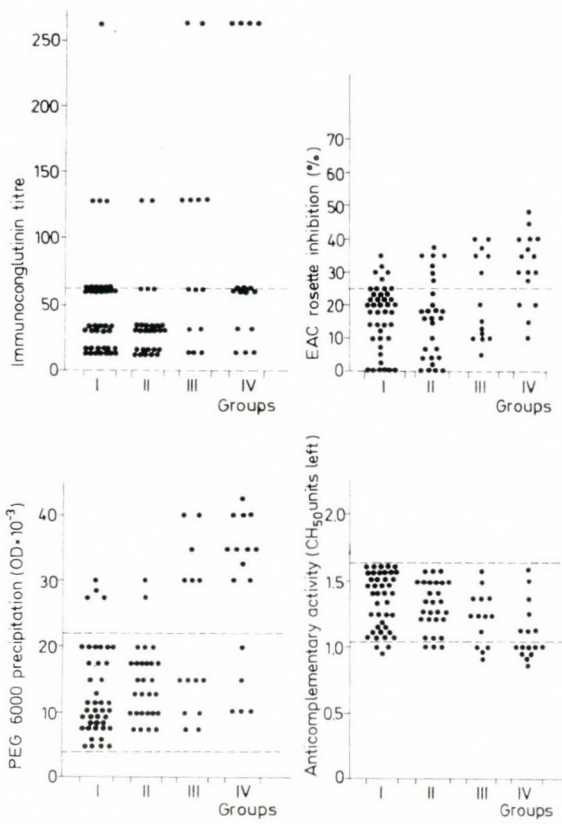 Immunoconglutinin titre
250
200
150
100
50
0
I II III IV
Groups
EAC rosette inhibition (%)
70
60
50
40
30
20
10
0
I II III IV
Groups
PEG 6000 precipitation (OD×10-3)
40
30
20
10
0
I II III IV
Groups
Anticomplementary activity (CH50 units left)
2.0
1.5
1.0
0.5
0
I II III IV
Groups